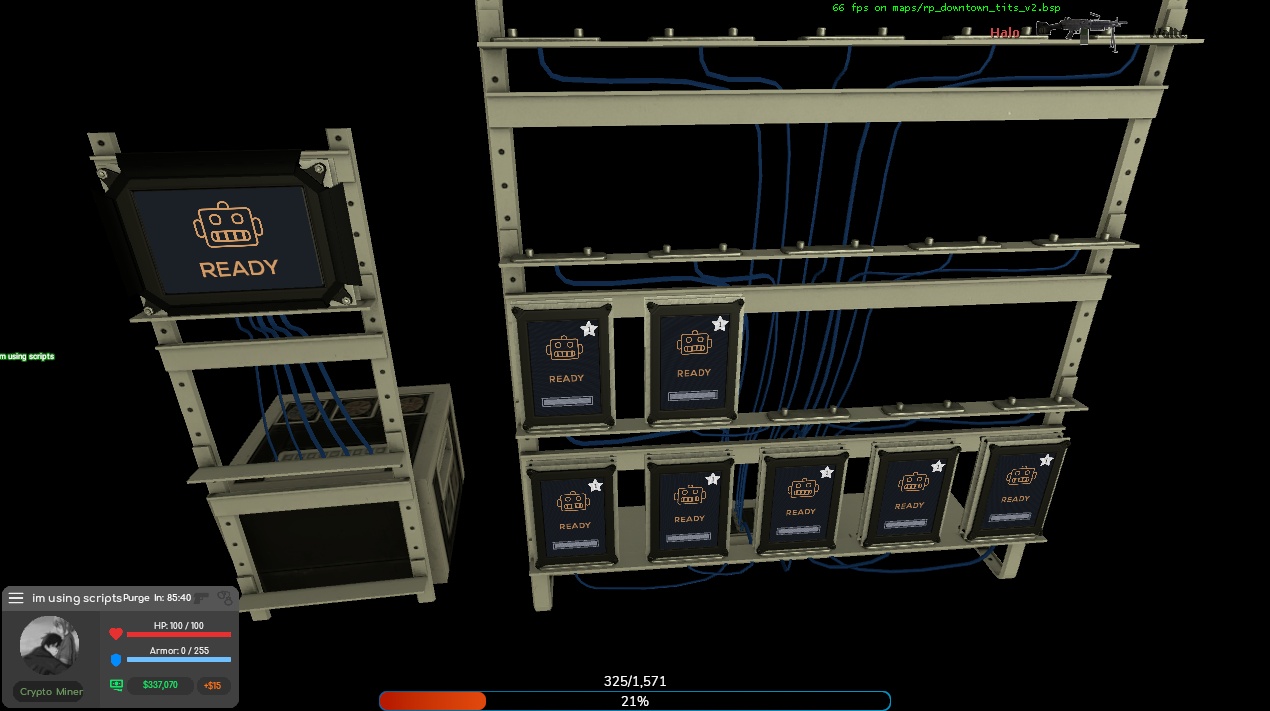 66 fps on maps/rp_downtown_tits_v2.bsp
Halo
READY
READY
READY
m using scripts
READY
READY
READY
READY
READY
im using scripts
Purge In: 85:40
HP: 100 / 100
Armor: 0 / 255
$337,070
+$15
Crypto Miner
325/1,571
21%